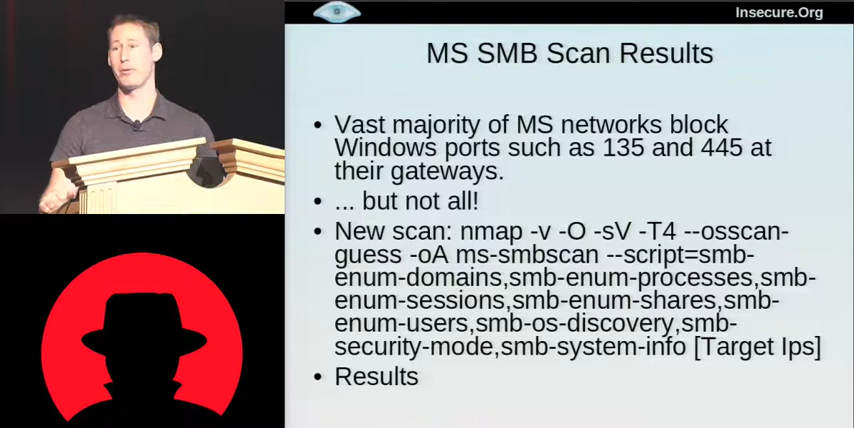 Insecure.Org
MS SMB Scan Results
• Vast majority of MS networks block
Windows ports such as 135 and 445 at
their gateways.
• ... but not all!
• New scan: nmap -v -O -sV -T4 --osscan-
guess -oA ms-smbscan --script=smb-
enum-domains,smb-enum-processes,smb-
enum-sessions,smb-enum-shares,smb-
enum-users,smb-os-discovery,smb-
security-mode,smb-system-info [Target Ips]
• Results